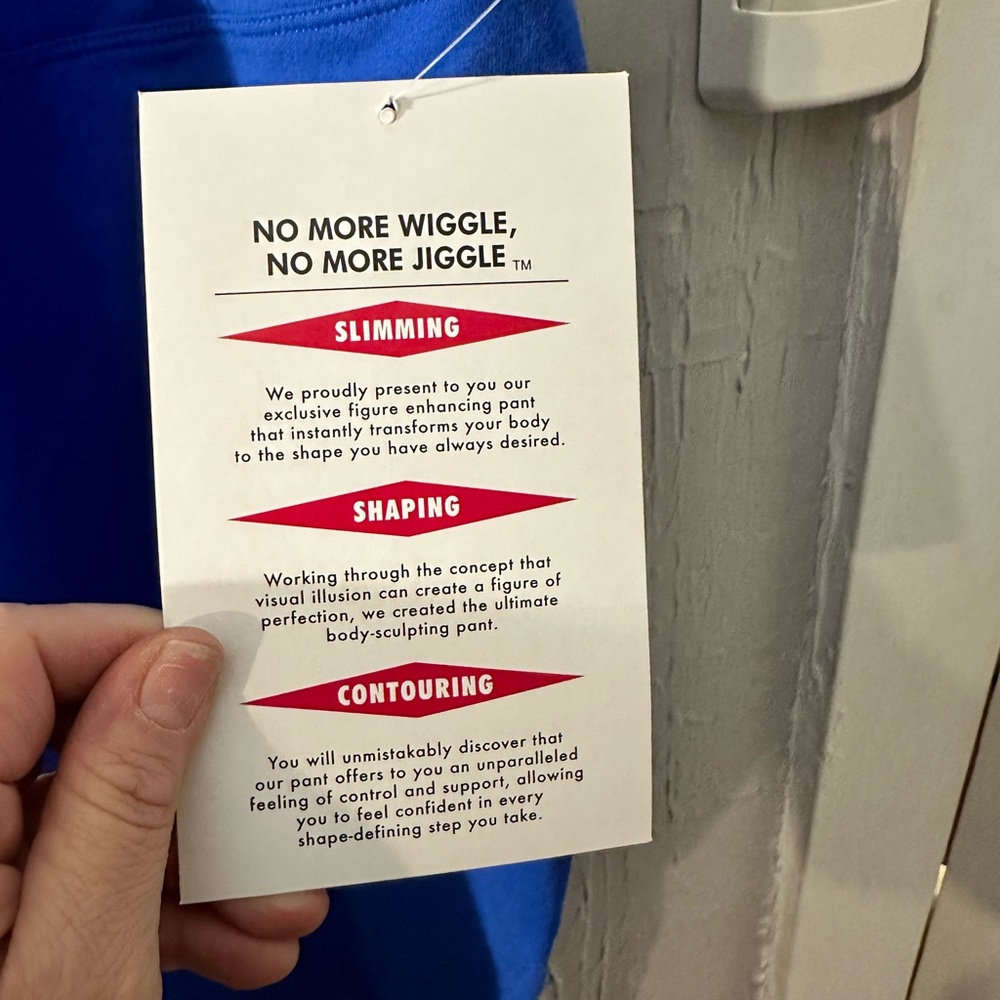 NO MORE WIGGLE,
NO MORE JIGGLE TM
SLIMMING
We proudly present to you our
exclusive figure enhancing pant
that instantly transforms your body
to the shape you have always desired.
SHAPING
Working through the concept that
visual illusion can create a figure of
perfection, we created the ultimate
body-sculpting pant.
CONTOURING
You will unmistakably discover that
our pant offers to you an unparalleled
feeling of control and support, allowing
you to feel confident in every
shape-defining step you take.